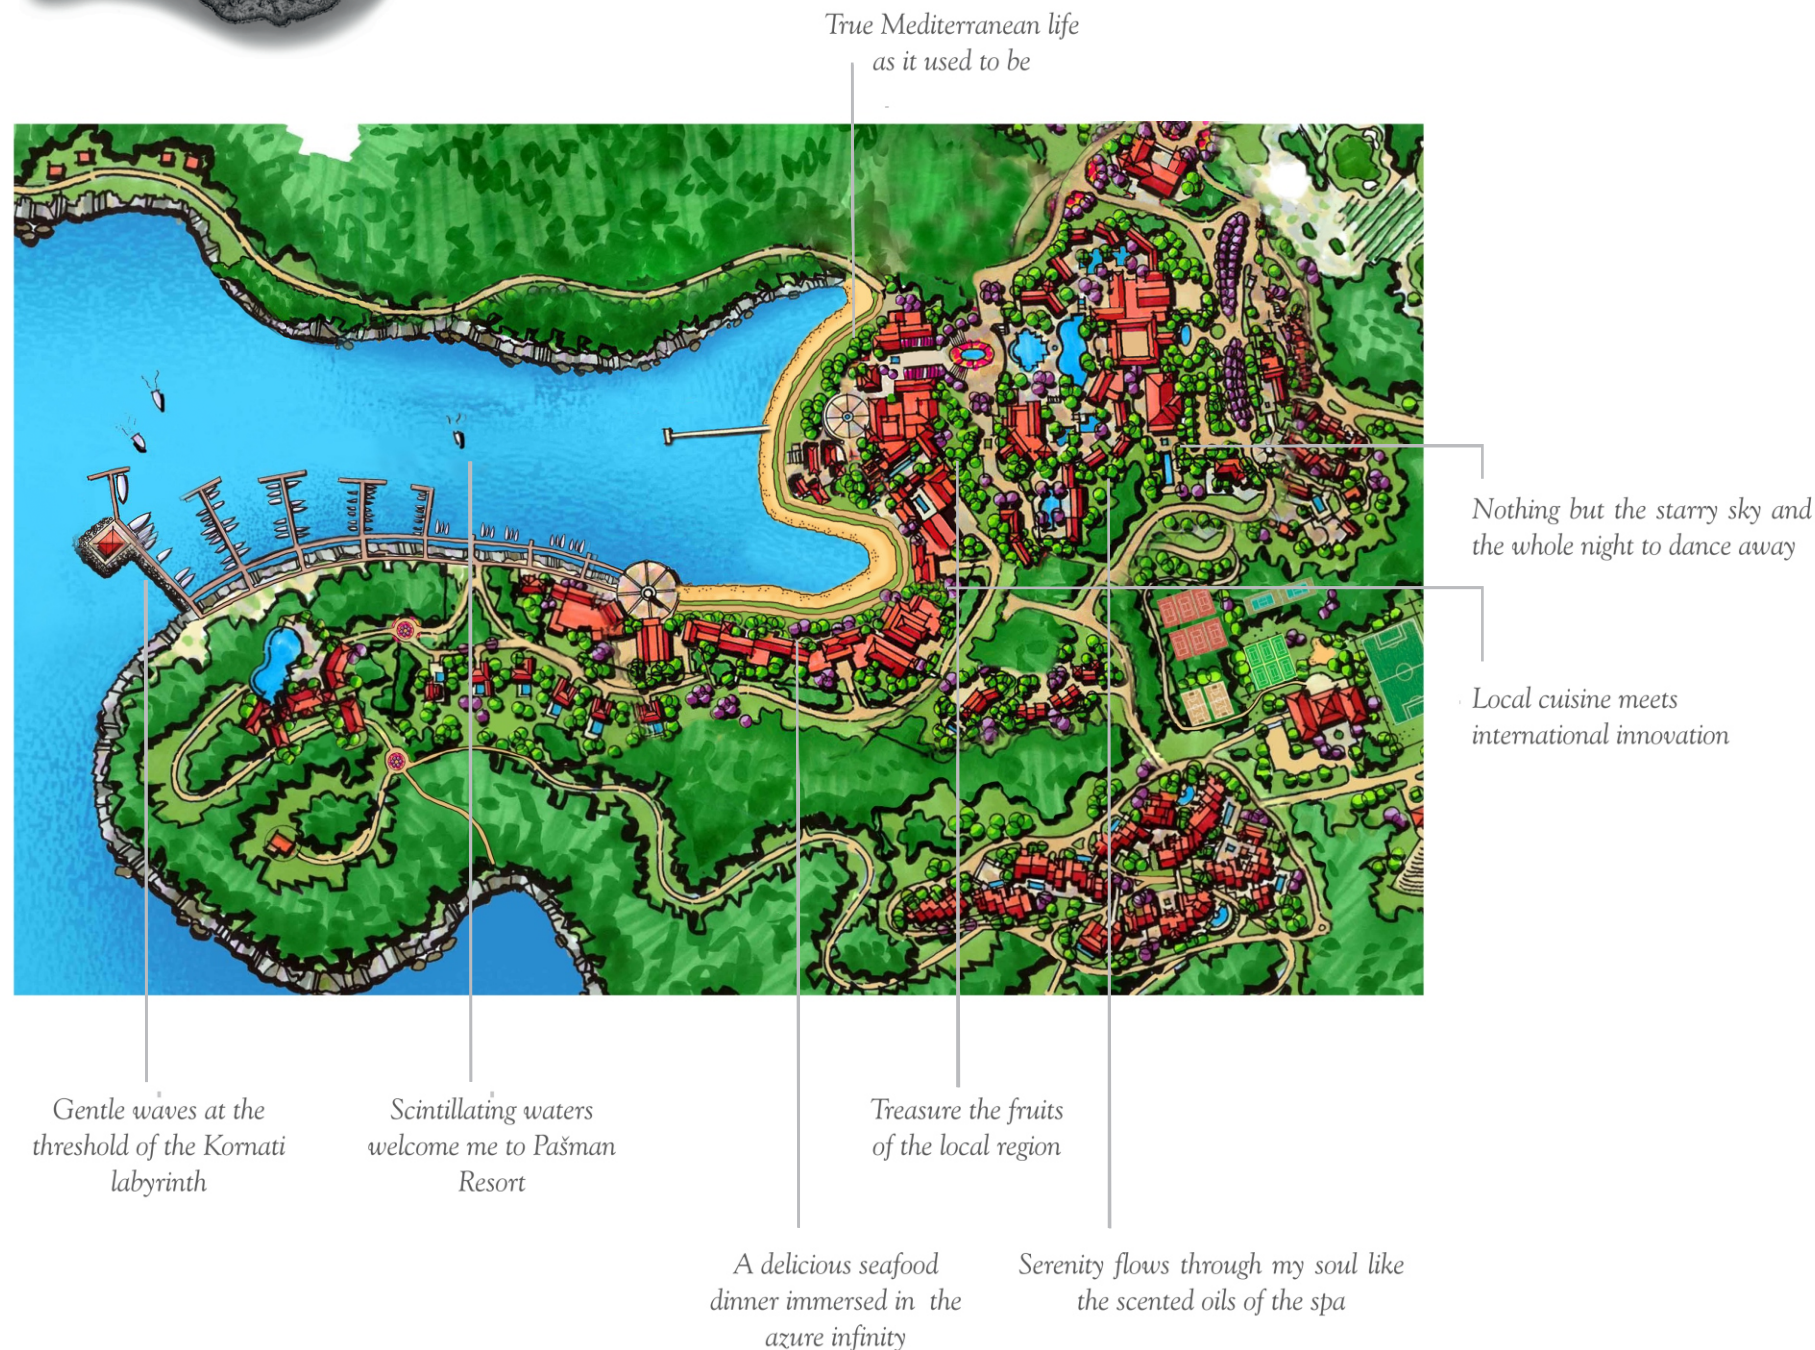 True Mediterranean life
as it used to be
Nothing but the starry sky and
the whole night to dance away
Local cuisine meets
international innovation
Gentle waves at the
threshold of the Kornati
labyrinth
Scintillating waters
welcome me to Pašman
Resort
Treasure the fruits
of the local region
A delicious seafood
dinner immersed in the
azure infinity
Serenity flows through my soul like
the scented oils of the spa